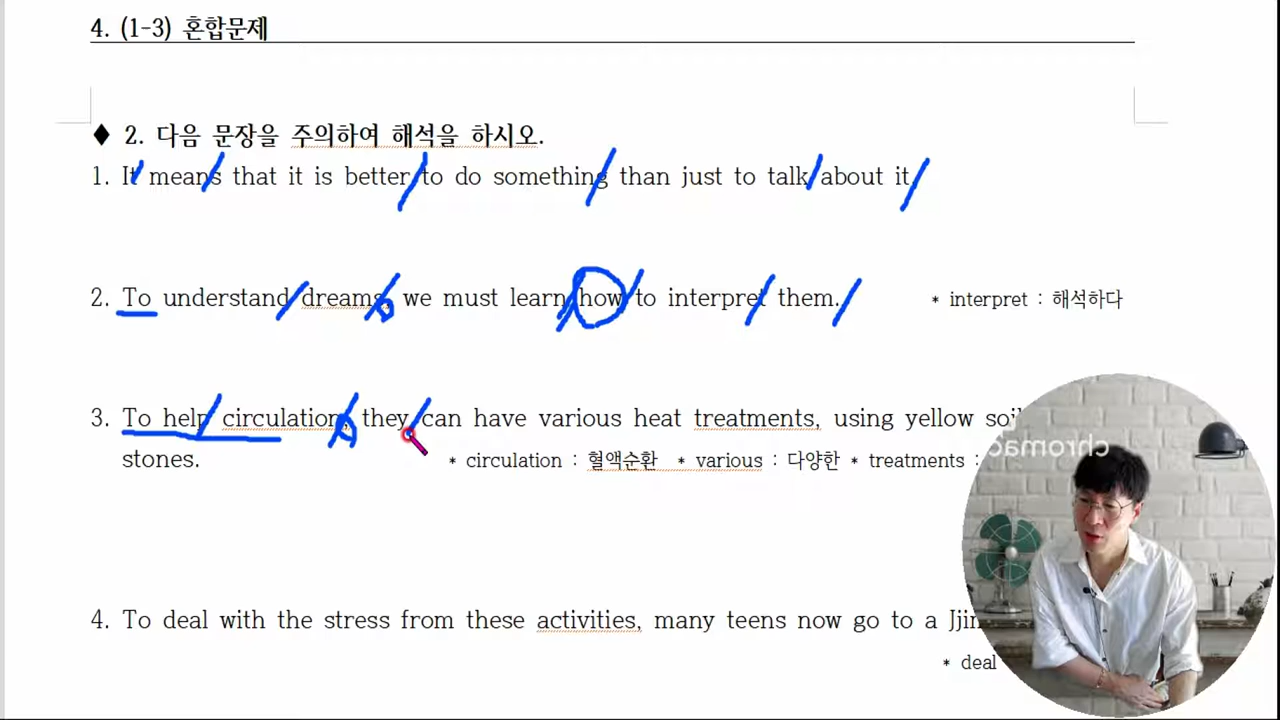 4. (1-3) 혼합문제
♦ 2. 다음 문장을 주의하여 해석을 하시오.
1. It means that it is better to do something than just to talk about it.
2. To understand dreams, we must learn how to interpret them. * interpret : 해석하다
3. To help circulation, they can have various heat treatments, using yellow
stones. * circulation : 혈액순환 * various : 다양한 * treatments :
chromac
4. To deal with the stress from these activities, many teens now go to a
* deal